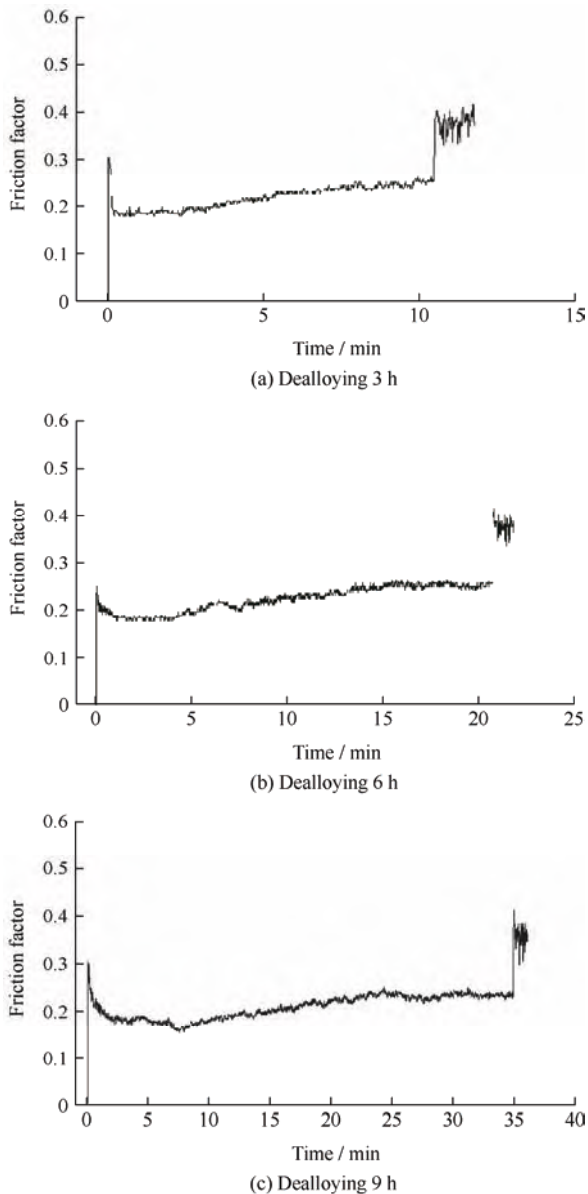 0.6
0.5
0.4
0.3
0.2
0.1
0
Friction factor
0 5 10 15
Time / min
(a) Dealloying 3 h
0.6
0.5
0.4
0.3
0.2
0.1
0
Friction factor
0 5 10 15 20 25
Time / min
(b) Dealloying 6 h
0.6
0.5
0.4
0.3
0.2
0.1
0
Friction factor
0 5 10 15 20 25 30 35 40
Time / min
(c) Dealloying 9 h